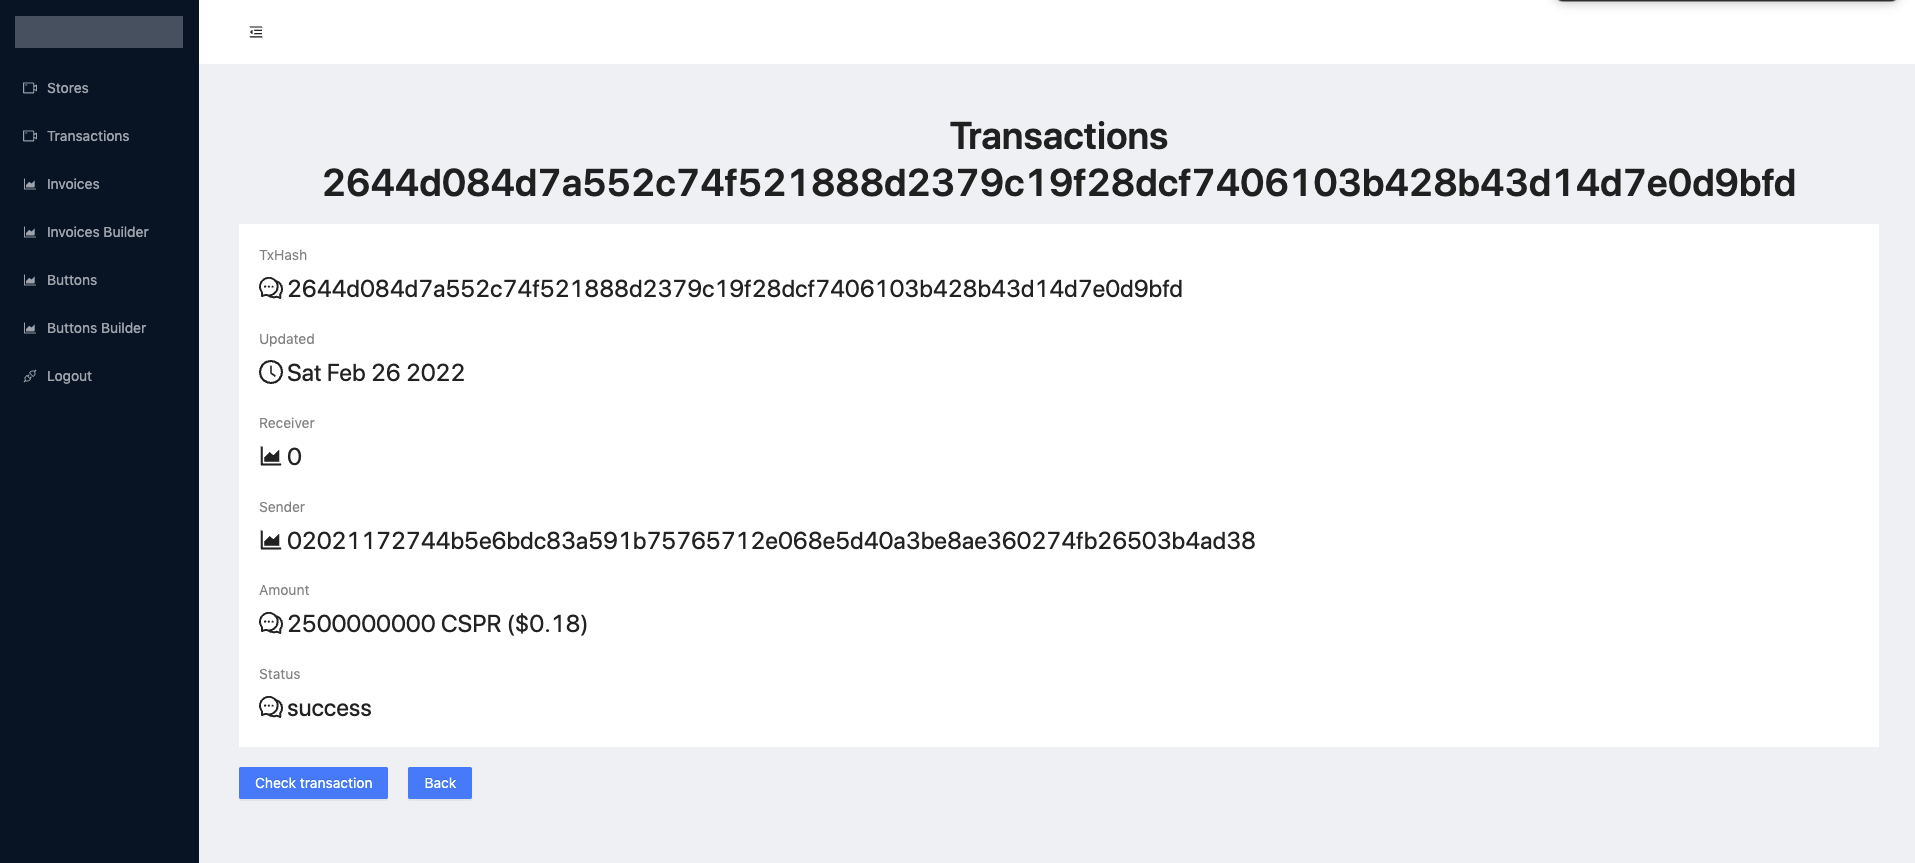 Stores
Transactions
Invoices
Invoices Builder
Buttons
Buttons Builder
Logout
Transactions
2644d084d7a552c74f521888d2379c19f28dcf7406103b428b43d14d7e0d9bfd
TxHash
2644d084d7a552c74f521888d2379c19f28dcf7406103b428b43d14d7e0d9bfd
Updated
Sat Feb 26 2022
Receiver
0
Sender
02021172744b5e6bdc83a591b75765712e068e5d40a3be8ae360274fb26503b4ad38
Amount
2500000000 CSPR ($0.18)
Status
success
Check transaction
Back